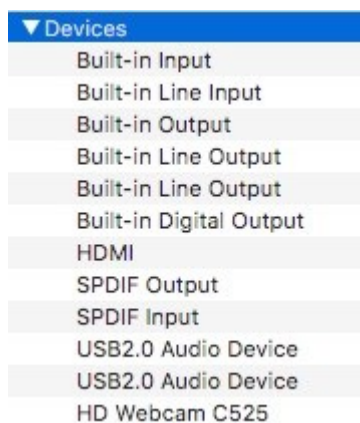 ▼ Devices
Built-in Input
Built-in Line Input
Built-in Output
Built-in Line Output
Built-in Line Output
Built-in Digital Output
HDMI
SPDIF Output
SPDIF Input
USB2.0 Audio Device
USB2.0 Audio Device
HD Webcam C525